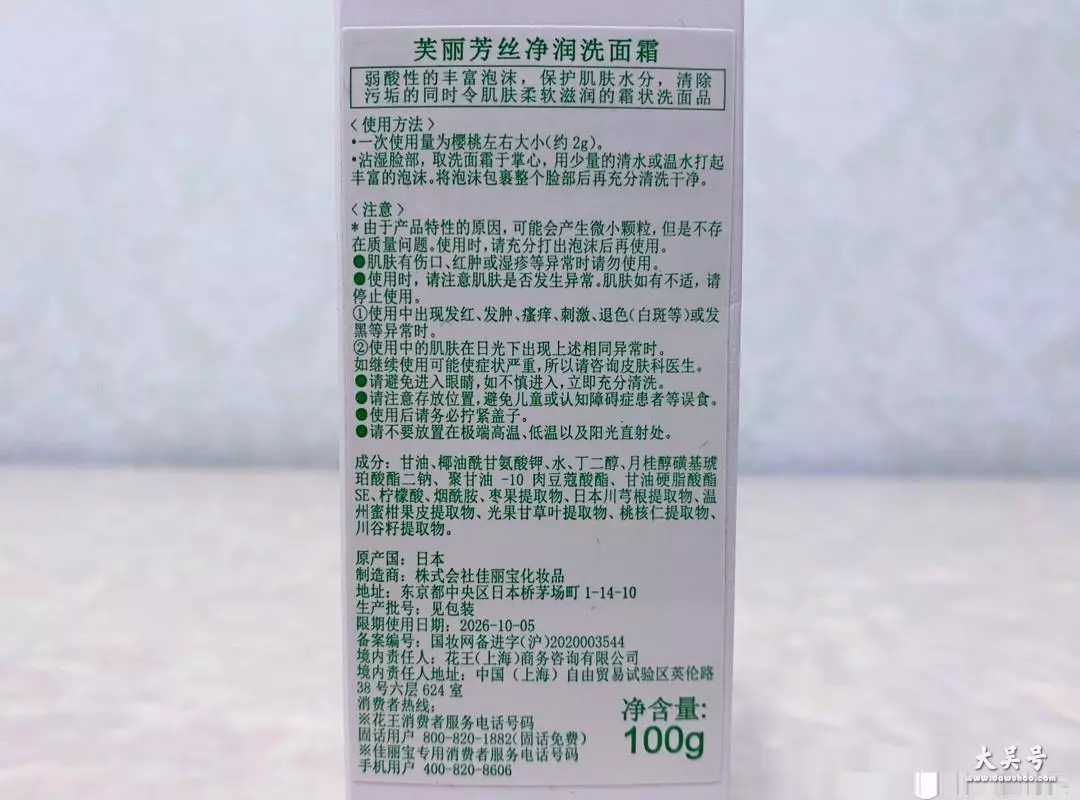 芙丽芳丝净润洗面霜
弱酸性的丰富泡沫，保护肌肤水分，清除
污垢的同时令肌肤柔软滋润的霜状洗面品
〈使用方法〉
·一次使用量为樱桃左右大小(约2g)。
·沾湿脸部，取洗面霜于掌心，用少量的清水或温水打起
丰富的泡沫。将泡沫包裹整个脸部后再充分清洗干净。
〈注意〉
*由于产品特性的原因，可能会产生微小颗粒，但是不存
在质量问题。使用时，请充分打出泡沫后再使用。
●肌肤有伤口、红肿或湿疹等异常时请勿使用。
●使用时，请注意肌肤是否发生异常。肌肤如有不适，请
停止使用。
①使用中出现发红、发肿、瘙痒、刺激、退色(白斑等)或发
黑等异常时。
②使用中的肌肤在日光下出现上述相同异常时。
如继续使用可能使症状严重，所以请咨询皮肤科医生。
●请避免进入眼睛，如不慎进入，立即充分清洗。
●请注意存放位置，避免儿童或认知障碍症患者等误食。
●使用后请务必拧紧盖子。
●请不要放置在极端高温、低温以及阳光直射处。
成分：甘油、椰油酰甘氨酸钾、水、丁二醇、月桂醇磺基琥
珀酸酯二钠、聚甘油-10肉豆蔻酸酯、甘油硬脂酸酯
SE、柠檬酸、烟酰胺、枣果提取物、日本川芎根提取物、温
州蜜柑果皮提取物、光果甘草叶提取物、桃核仁提取物、
川谷籽提取物。
原产国：日本
制造商：株式会社佳丽宝化妆品
地址：东京都中央区日本桥茅场町1-14-10
生产批号：见包装
限期使用日期：2026-10-05
备案编号：国妆网备进字(沪)2020003544
境内责任人：花王(上海)商务咨询有限公司
境内责任人地址：中国（上海）自由贸易试验区英伦路
38号六层624室
消费者热线：
※花王消费者服务电话号码
固话用户 800-820-1882(固话免费)
※佳丽宝专用消费者服务电话号码
手机用户 400-820-8606
净含量:
100g
大吴号
www.dawuhao.com